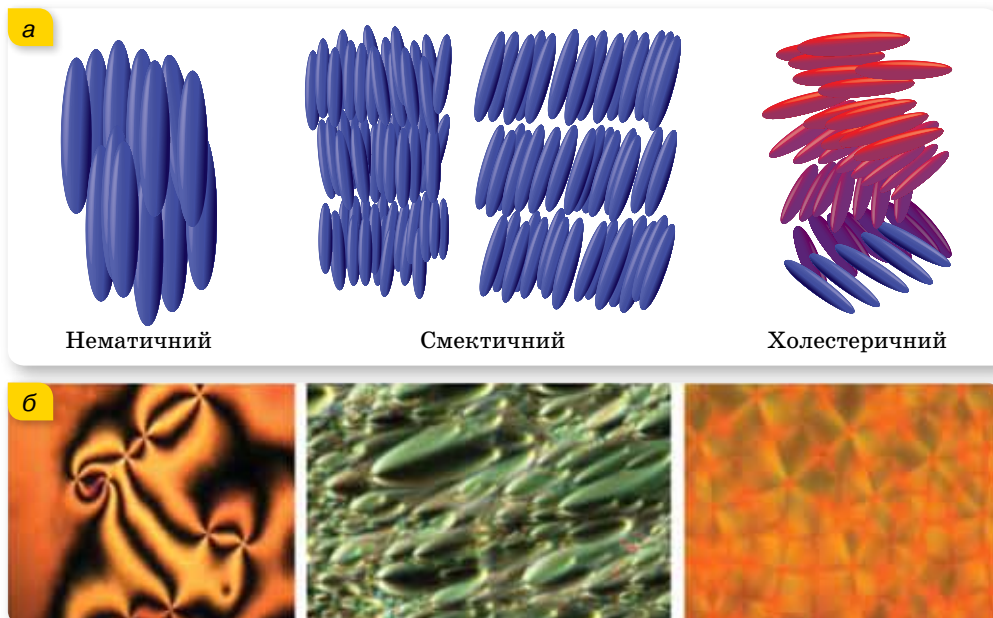 а
Нематичний
Смектичний
Холестеричний
б